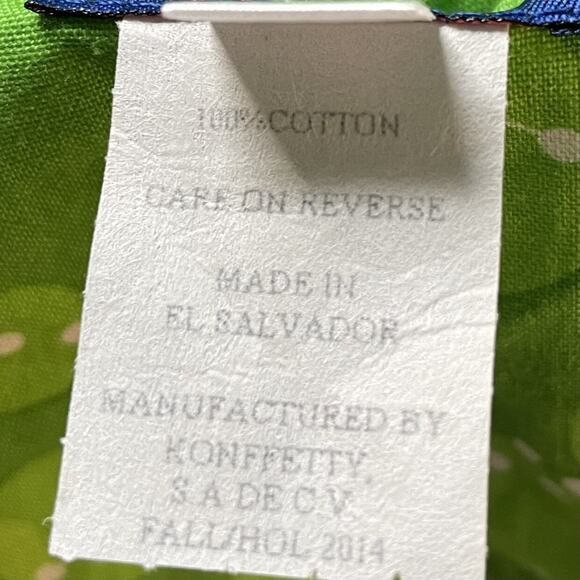 100%COTTON
CARE ON REVERSE
MADE IN
EL SALVADOR
MANUFACTURED BY
KONFFETTY,
S.A DE C.V.
FALL/HOL 2014